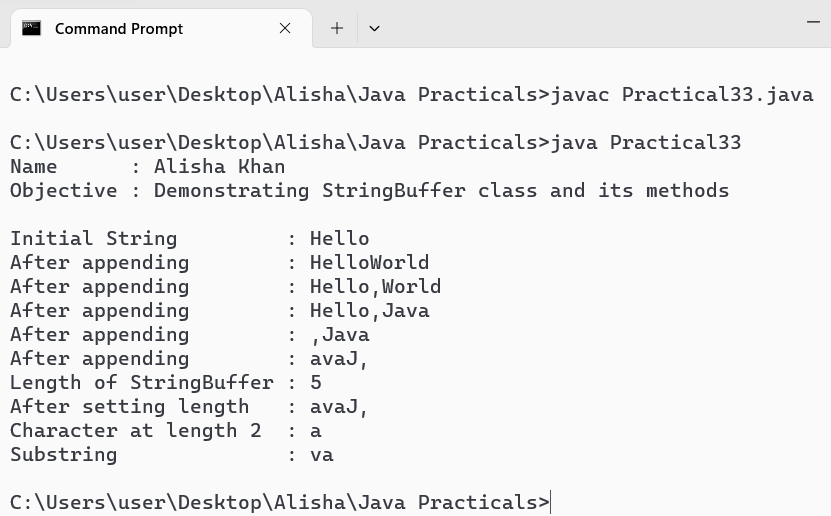 Command Prompt
C:\Users\user\Desktop\Alisha\Java Practicals>javac Practical33.java
C:\Users\user\Desktop\Alisha\Java Practicals>java Practical33
Name      : Alisha Khan
Objective : Demonstrating StringBuffer class and its methods
Initial String         : Hello
After appending        : HelloWorld
After appending        : Hello,World
After appending        : Hello,Java
After appending        : ,Java
After appending        : avaJ,
Length of StringBuffer : 5
After setting length   : avaJ,
Character at length 2  : a
Substring              : va
C:\Users\user\Desktop\Alisha\Java Practicals>